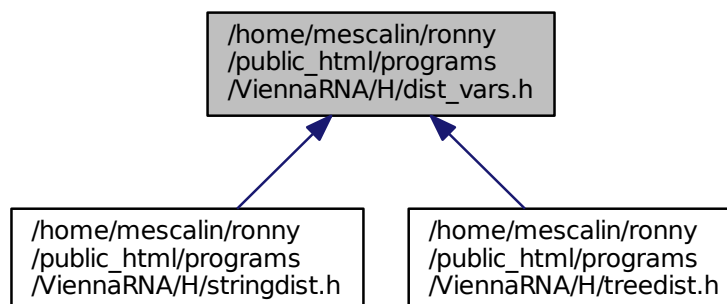 /home/mescalin/ronny
/public_html/programs
/ViennaRNA/H/dist_vars.h
/home/mescalin/ronny
/public_html/programs
/ViennaRNA/H/stringdist.h
/home/mescalin/ronny
/public_html/programs
/ViennaRNA/H/treedist.h